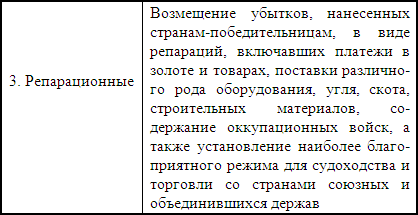 3. Репарационные
Возмещение убытков, нанесенных
странам-победительницам, в виде
репараций, включавших платежи в
золоте и товарах, поставки различно-
го рода оборудования, угля, скота,
строительных материалов, со-
держание оккупационных войск, а
также установление наиболее благо-
приятного режима для судоходства и
торговли со странами союзных и
объединившихся держав